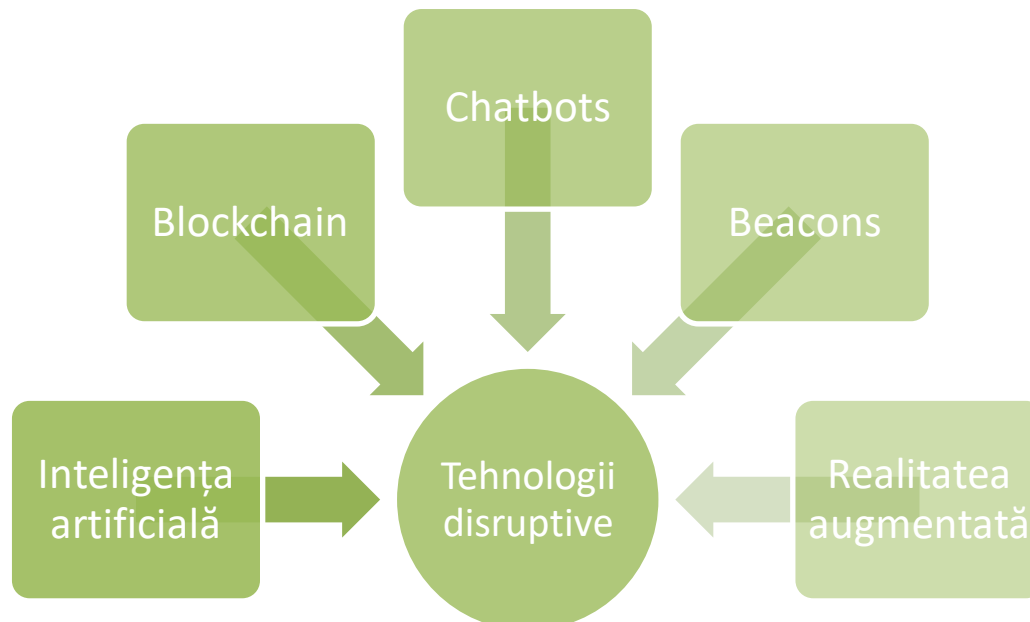 Chatbots
Blockchain
Beacons
Inteligența
artificială
Tehnologii
disruptive
Realitatea
augmentată